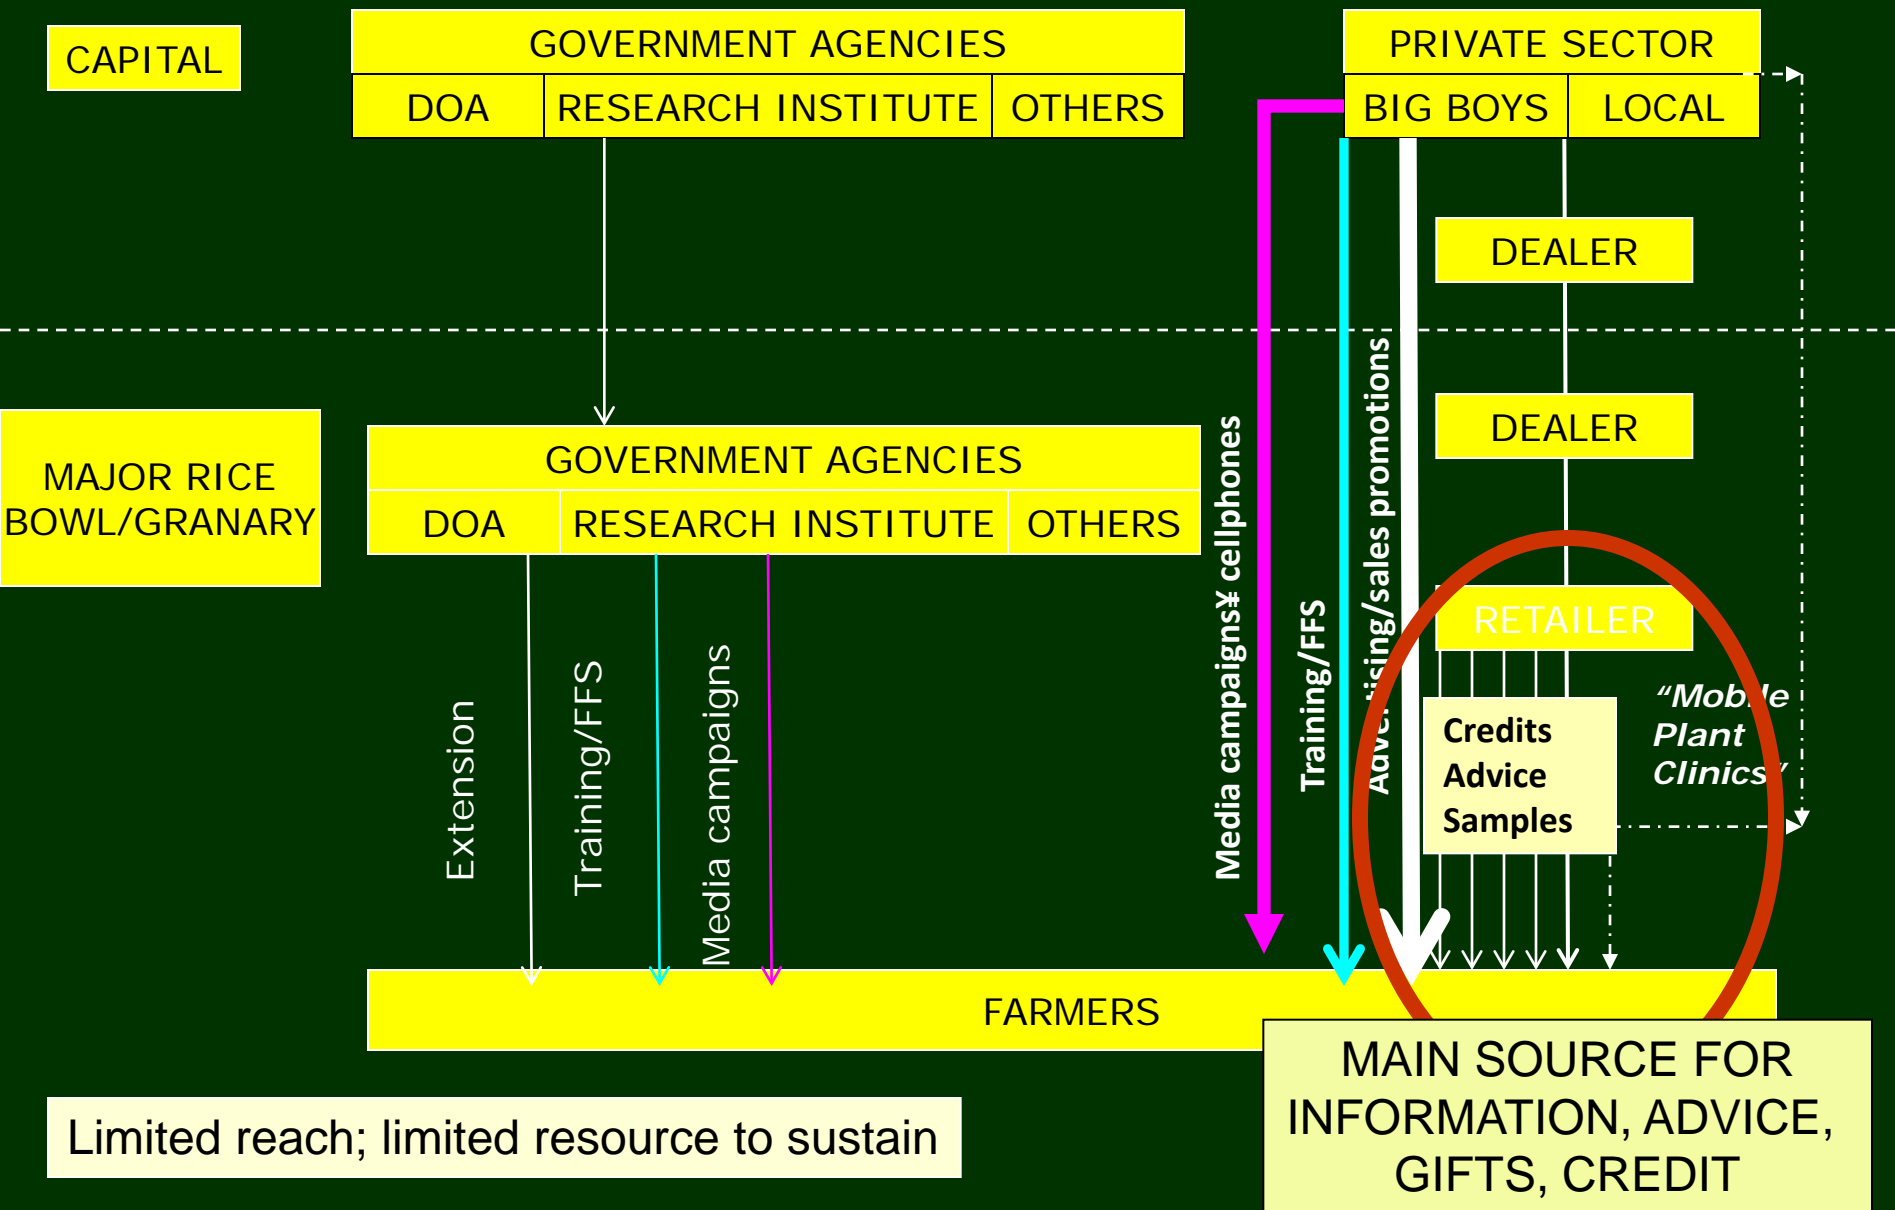 CAPITAL
GOVERNMENT AGENCIES
DOA
RESEARCH INSTITUTE
OTHERS
PRIVATE SECTOR
BIG BOYS
LOCAL
DEALER
DEALER
MAJOR RICE
BOWL/GRANARY
GOVERNMENT AGENCIES
DOA
RESEARCH INSTITUTE
OTHERS
Extension
Training/FFS
Media campaigns
Media campaigns¥ cellphones
Training/FFS
Advertising/sales promotions
RETAILER
Credits
Advice
Samples
“Mobile
Plant
Clinics”
FARMERS
Limited reach; limited resource to sustain
MAIN SOURCE FOR
INFORMATION, ADVICE,
GIFTS, CREDIT